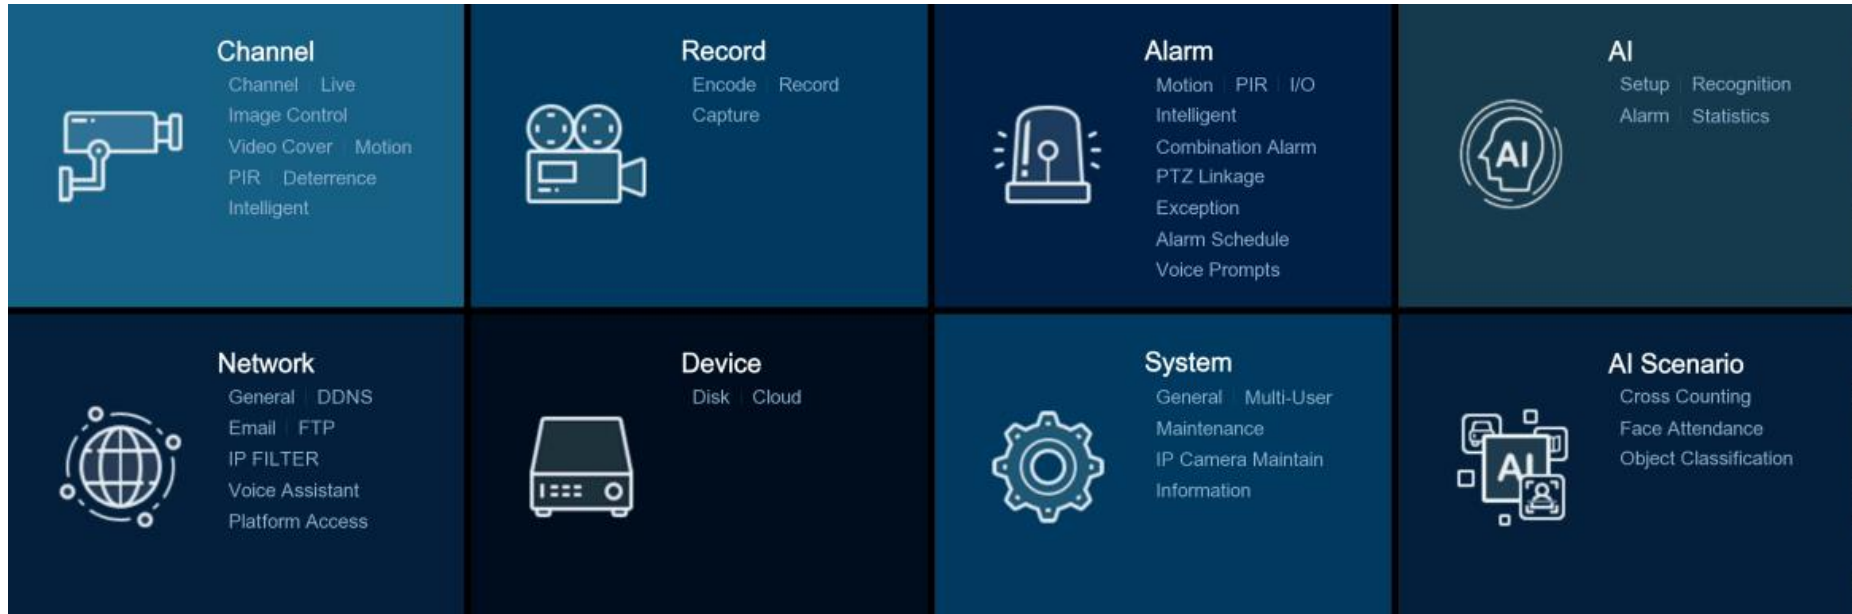 Channel
Channel | Live
Image Control
Video Cover | Motion
PIR | Deterrence
Intelligent
Record
Encode | Record
Capture
Alarm
Motion | PIR | I/O
Intelligent
Combination Alarm
PTZ Linkage
Exception
Alarm Schedule
Voice Prompts
AI
Setup | Recognition
Alarm | Statistics
AI
Network
General | DDNS
Email | FTP
IP FILTER
Voice Assistant
Platform Access
Device
Disk | Cloud
System
General | Multi-User
Maintenance
IP Camera Maintain
Information
AI Scenario
Cross Counting
Face Attendance
Object Classification
AI